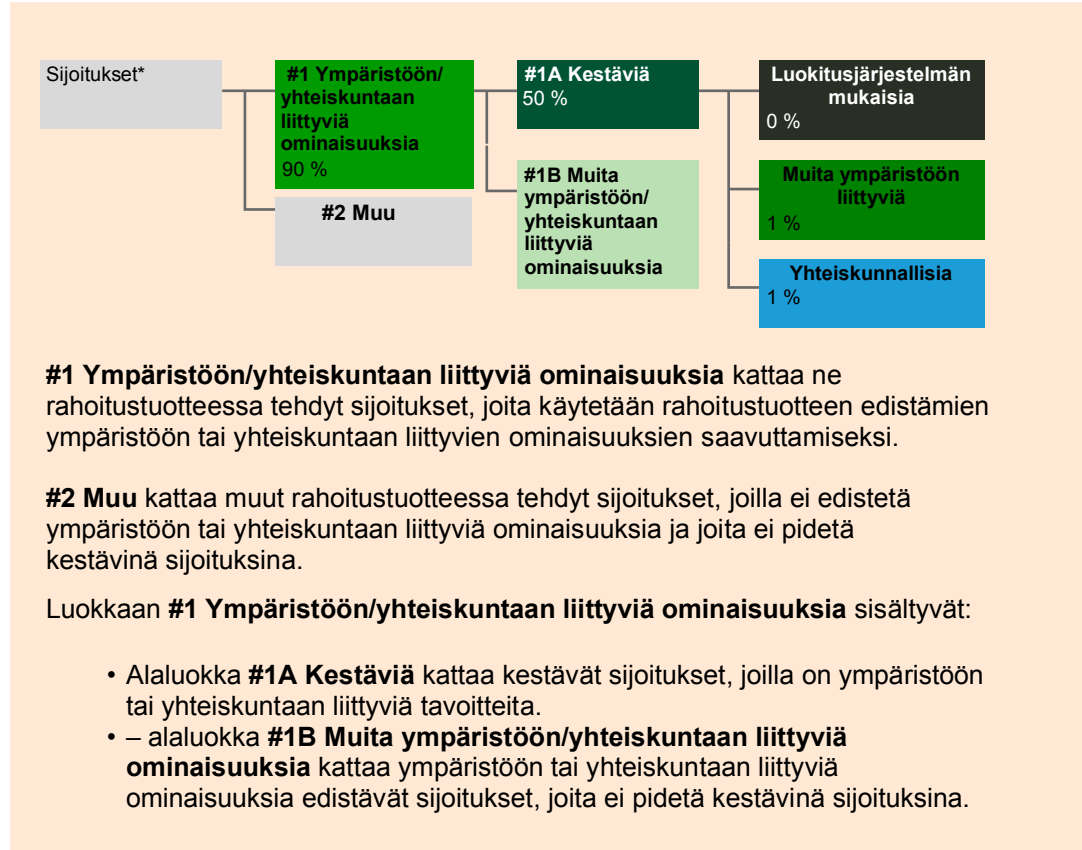 Sijoitukset*
#1 Ympäristöön/
yhteiskuntaan
liittyviä
ominaisuuksia
90 %
#2 Muu
#1A Kestäviä
50 %
#1B Muita
ympäristöön/
yhteiskuntaan
liittyviä
ominaisuuksia
Luokitusjärjestelmän
mukaisia
0 %
Muita ympäristöön
liittyviä
1 %
Yhteiskunnallisia
1 %
#1 Ympäristöön/yhteiskuntaan liittyviä ominaisuuksia kattaa ne
rahoitustuotteessa tehdyt sijoitukset, joita käytetään rahoitustuotteen edistämien
ympäristöön tai yhteiskuntaan liittyvien ominaisuuksien saavuttamiseksi.
#2 Muu kattaa muut rahoitustuotteessa tehdyt sijoitukset, joilla ei edistetä
ympäristöön tai yhteiskuntaan liittyviä ominaisuuksia ja joita ei pidetä
kestävinä sijoituksina.
Luokkaan #1 Ympäristöön/yhteiskuntaan liittyviä ominaisuuksia sisältyvät:
• Alaluokka #1A Kestäviä kattaa kestävät sijoitukset, joilla on ympäristöön
tai yhteiskuntaan liittyviä tavoitteita.
• – alaluokka #1B Muita ympäristöön/yhteiskuntaan liittyviä
ominaisuuksia kattaa ympäristöön tai yhteiskuntaan liittyviä
ominaisuuksia edistävät sijoitukset, joita ei pidetä kestävinä sijoituksina.